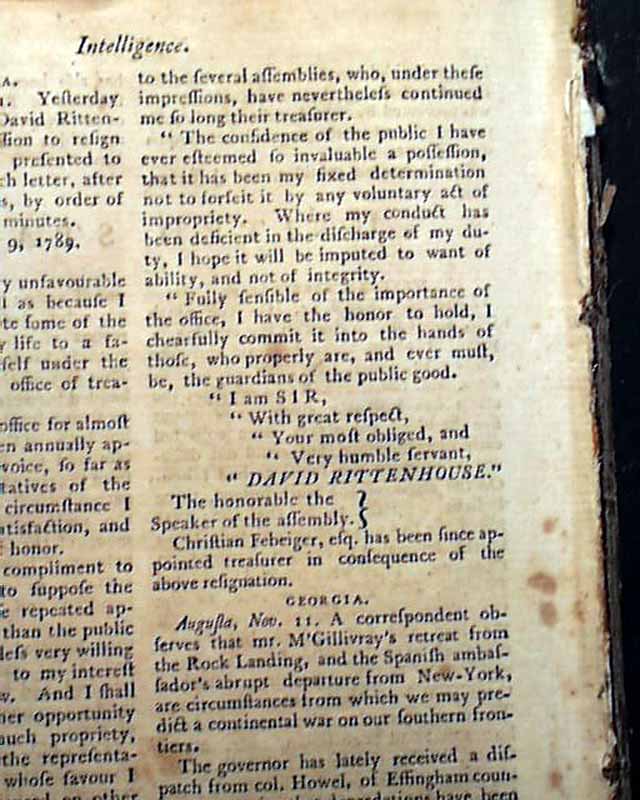 Intelligence.
A.
1. Yeſterday
David Ritten-
ſſion to reſign
preſented to
ch letter, after
s, by order of
minutes.
9, 1789.
y unfavourable
l as becauſe I
te ſome of the
y life to a fa-
ſelf under the
office of trea-
office for almoſt
en annually ap-
voice, ſo far as
tatives of the
circumſtance I
atisfaction, and
honor.
compliment to
to ſuppoſe the
e repeated ap-
than the public
leſs very willing
to my intereſt
w. And I ſhall
her opportunity
much propriety,
the repreſenta-
whoſe favour I
on other
to the ſeveral aſſemblies, who, under theſe
impreſſions, have nevertheleſs continued
me ſo long their treaſurer.
“ The confidence of the public I have
ever eſteemed ſo invaluable a poſſeſſion,
that it has been my fixed determination
not to forfeit it by any voluntary act of
impropriety. Where my conduct has
been deficient in the diſcharge of my du-
ty, I hope it will be imputed to want of
ability, and not of integrity.
“ Fully ſenſible of the importance of
the office, I have the honor to hold, I
chearfully commit it into the hands of
thoſe, who properly are, and ever muſt,
be, the guardians of the public good.
“ I am SIR,
“ With great reſpect,
“ Your moſt obliged, and
“ Very humble ſervant,
“ DAVID RITTENHOUSE.”
The honorable the }
Speaker of the aſſembly.
Chriſtian Febeiger, eſq. has been ſince ap-
pointed treaſurer in conſequence of the
above reſignation.
GEORGIA.
Auguſta, Nov. 11. A correſpondent ob-
ſerves that mr. M‘Gillivray's retreat from
the Rock Landing, and the Spaniſh ambaſ-
ſador's abrupt departure from New-York,
are circumſtances from which we may pre-
dict a continental war on our ſouthern fron-
tiers.
The governor has lately received a diſ-
patch from col. Howel, of Effingham coun-
have been